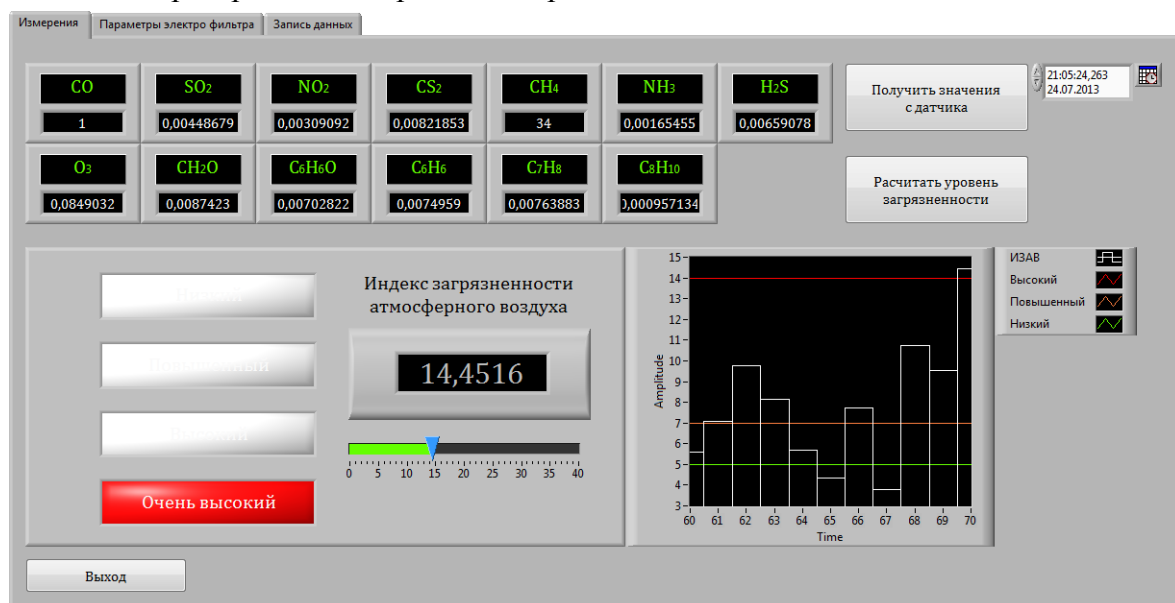 Измерения Параметры электро фильтра Запись данных
CO SO2 NO2 CS2 CH4 NH3 H2S
1 0,00448679 0,00309092 0,00821853 34 0,00165455 0,00659078
Получить значения
с датчика
21:05:24,263
24.07.2013
O3 CH2O C6H6O C6H6 C7H8 C8H10
0,0849032 0,0087423 0,00702822 0,0074959 0,00763883 0,000957134
Расчитать уровень
загрязненности
Низкий
Повышенный
Высокий
Очень высокий
Индекс загрязненности
атмосферного воздуха
14,4516
0 5 10 15 20 25 30 35 40
15
14
13
12
11
10
9
8
7
6
5
4
3
Amplitude
60 61 62 63 64 65 66 67 68 69 70
Time
ИЗАВ
Высокий
Повышенный
Низкий
Выход